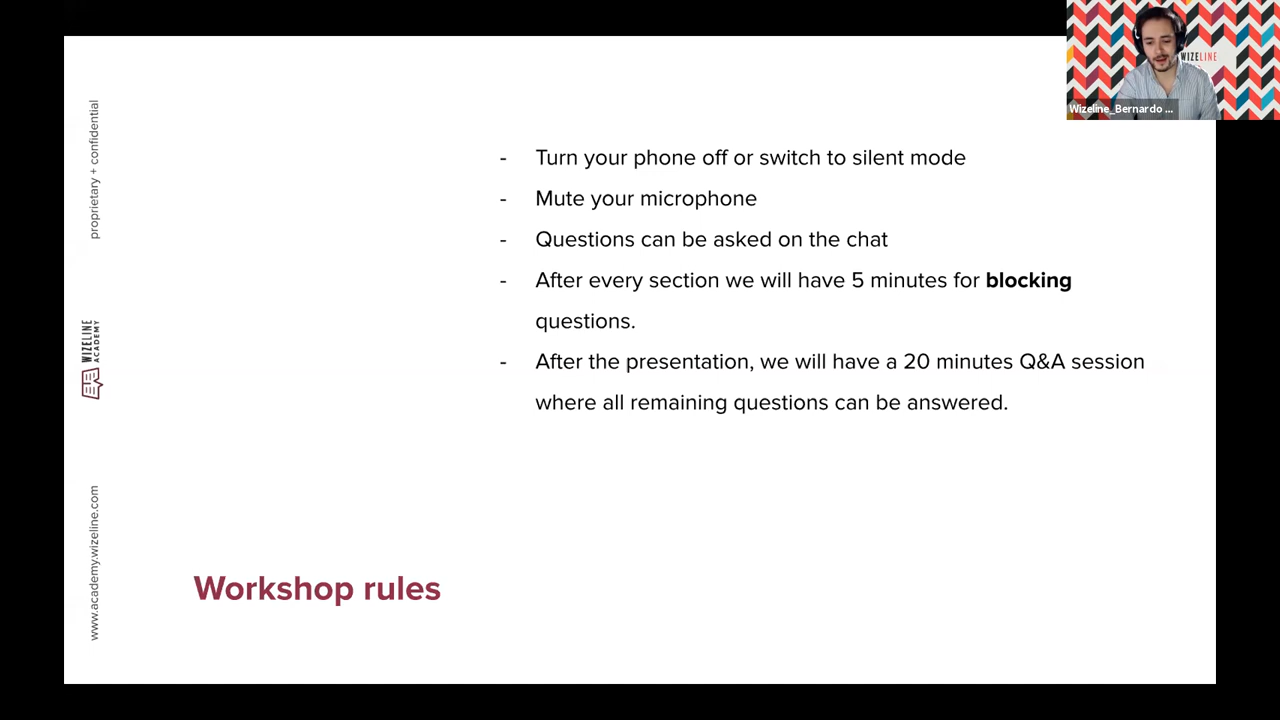 proprietary + confidential
WIZELINE
ACADEMY
www.academy.wizeline.com
WIZELINE
Wizeline_Bernardo ...
- Turn your phone off or switch to silent mode
- Mute your microphone
- Questions can be asked on the chat
- After every section we will have 5 minutes for blocking
questions.
- After the presentation, we will have a 20 minutes Q&A session
where all remaining questions can be answered.
Workshop rules